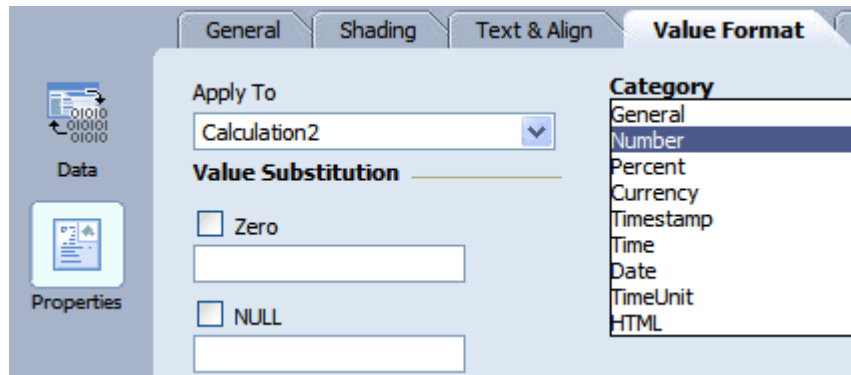 General Shading Text & Align Value Format
Apply To
Category
Calculation2
General
Number
Data
Value Substitution
Percent
Currency
Zero
Timestamp
Time
Date
Properties
TimeUnit
NULL
HTML